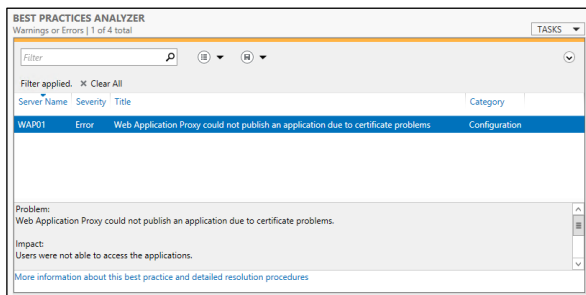 BEST PRACTICES ANALYZER
Warnings or Errors | 1 of 4 total
TASKS
Filter
Filter applied. × Clear All
Server Name Severity Title Category
WAP01 Error Web Application Proxy could not publish an application due to certificate problems Configuration
Problem:
Web Application Proxy could not publish an application due to certificate problems.
Impact:
Users were not able to access the applications.
More information about this best practice and detailed resolution procedures